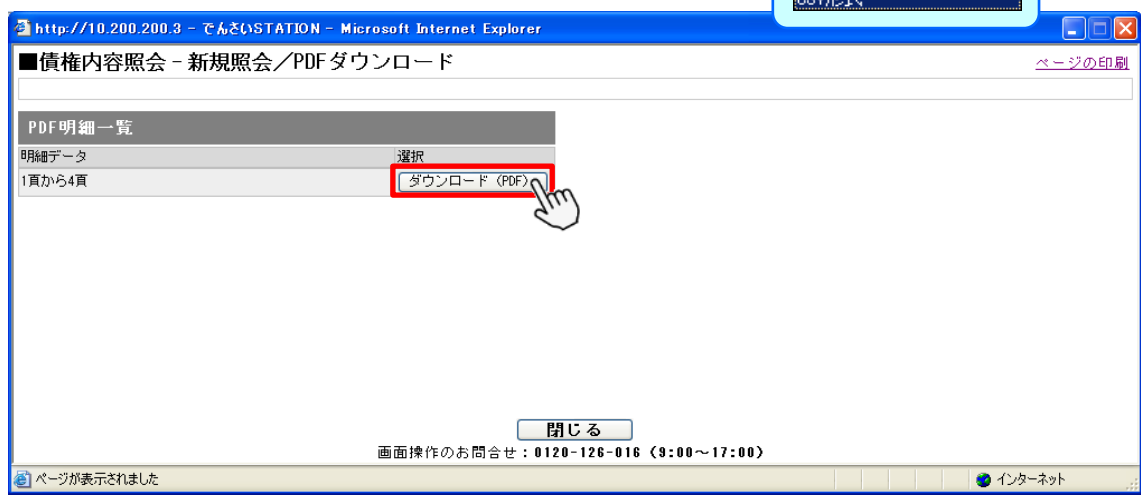 http://10.200.200.3 - でんさいSTATION - Microsoft Internet Explorer
■債権内容照会－新規照会／PDFダウンロード
ページの印刷
PDF明細一覧
明細データ 選択
1頁から4頁 ダウンロード（PDF）
閉じる
画面操作のお問合せ：0120-126-016（9:00～17:00）
ページが表示されました インターネット